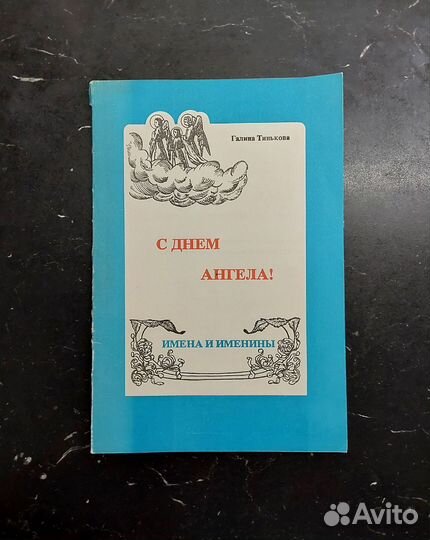 Галина Тинькова
С ДНЕМ
АНГЕЛА!
ИМЕНА И ИМЕНИНЫ
Avito